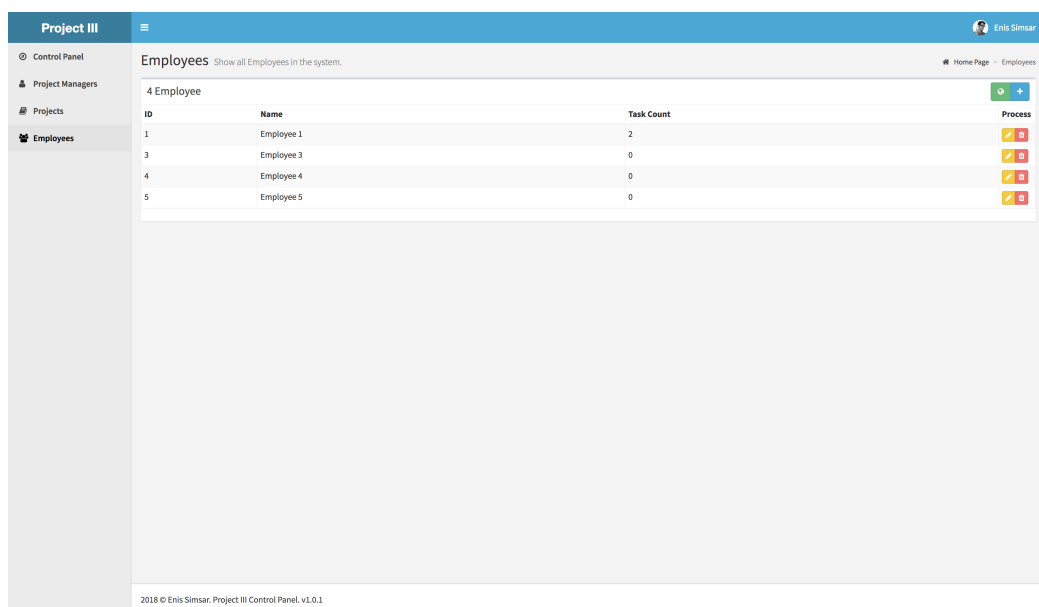 Project III
Enis Simsar
Control Panel
Project Managers
Projects
Employees
Employees Show all Employees in the system.
Home Page > Employees
4 Employee
ID Name Task Count Process
1 Employee 1 2
3 Employee 3 0
4 Employee 4 0
5 Employee 5 0
2018 © Enis Simsar. Project III Control Panel. v1.0.1